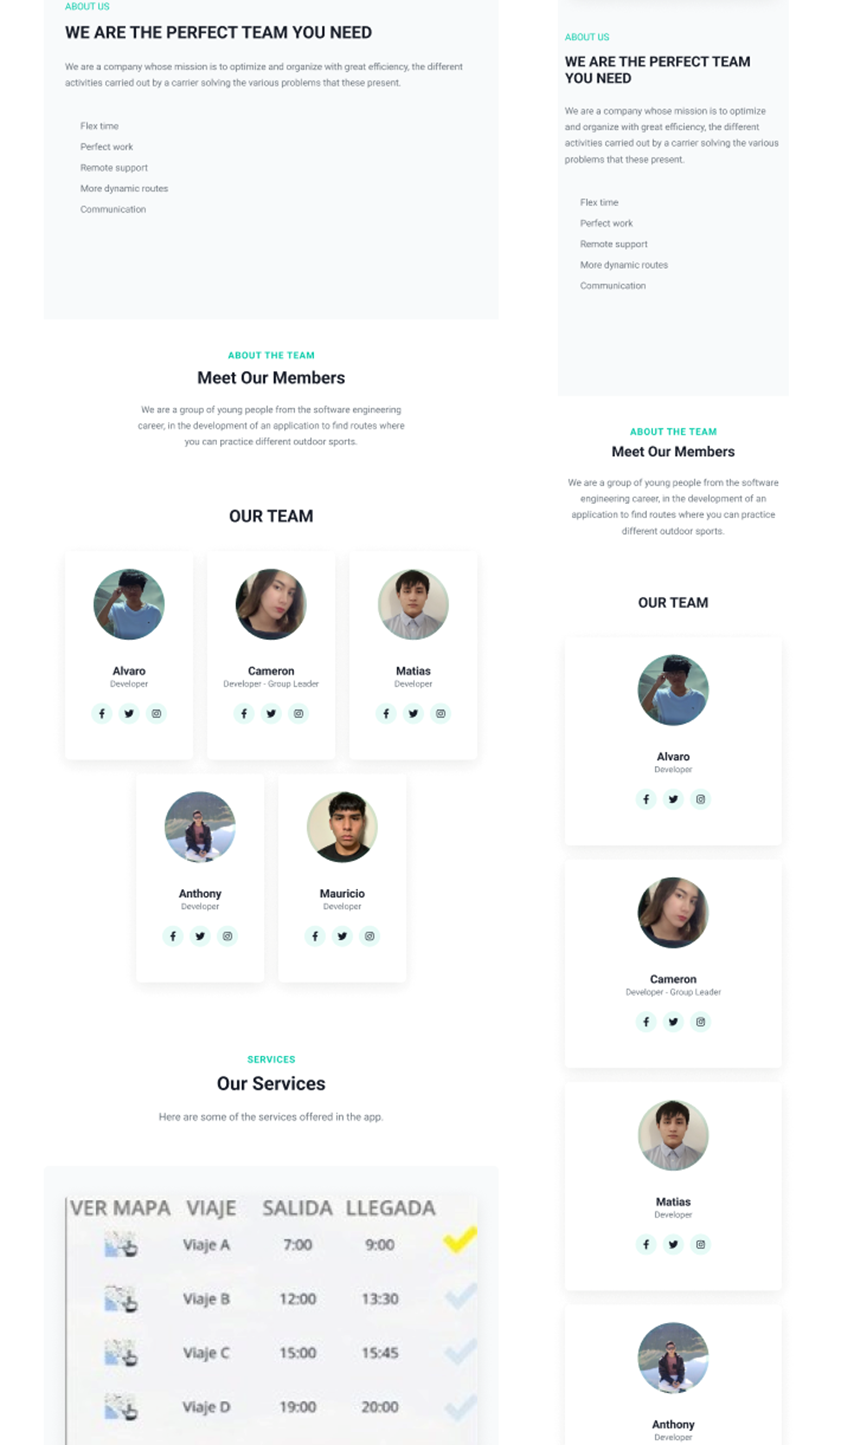 ABOUT US
WE ARE THE PERFECT TEAM YOU NEED
We are a company whose mission is to optimize and organize with great efficiency, the different
activities carried out by a carrier solving the various problems that these present.
Flex time
Perfect work
Remote support
More dynamic routes
Communication
ABOUT THE TEAM
Meet Our Members
We are a group of young people from the software engineering
career, in the development of an application to find routes where
you can practice different outdoor sports.
OUR TEAM
Alvaro
Developer
Cameron
Developer - Group Leader
Matias
Developer
Anthony
Developer
Mauricio
Developer
SERVICES
Our Services
Here are some of the services offered in the app.
VER MAPA VIAJE SALIDA LLEGADA
Viaje A 7:00 9:00
Viaje B 12:00 13:30
Viaje C 15:00 15:45
Viaje D 19:00 20:00
ABOUT US
WE ARE THE PERFECT TEAM
YOU NEED
We are a company whose mission is to optimize
and organize with great efficiency, the different
activities carried out by a carrier solving the various
problems that these present.
Flex time
Perfect work
Remote support
More dynamic routes
Communication
ABOUT THE TEAM
Meet Our Members
We are a group of young people from the software
engineering career, in the development of an
application to find routes where you can practice
different outdoor sports.
OUR TEAM
Alvaro
Developer
Cameron
Developer - Group Leader
Matias
Developer
Anthony
Developer